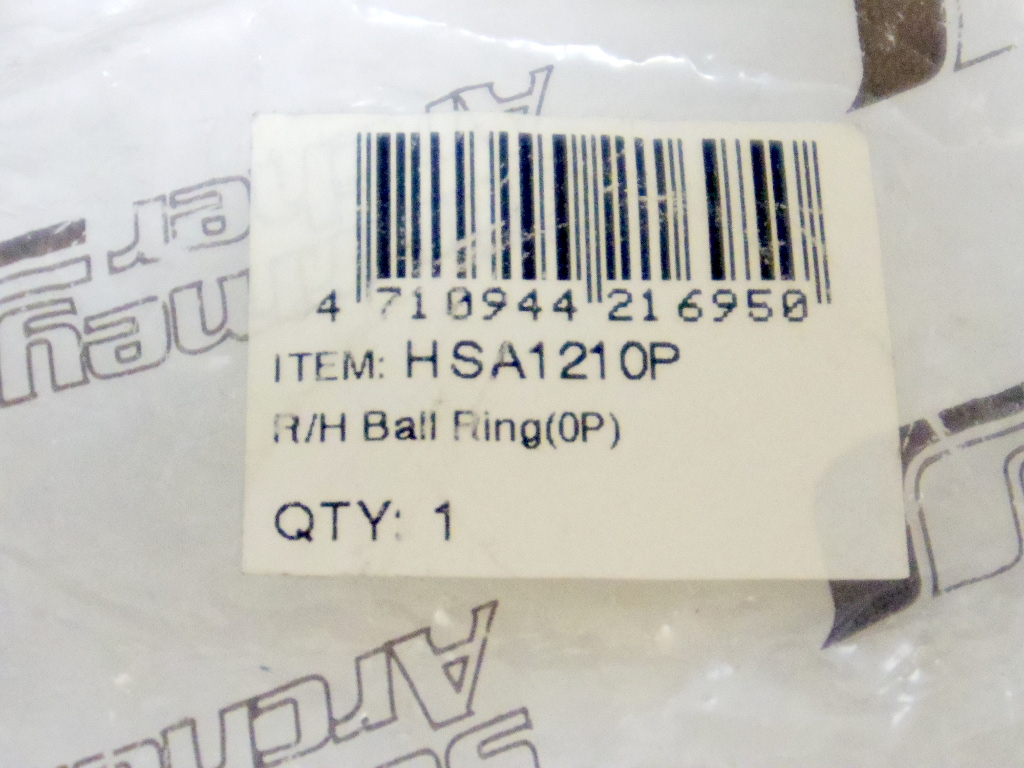 4 710944 216950
ITEM: HSA1210P
R/H Ball Ring(0P)
QTY: 1